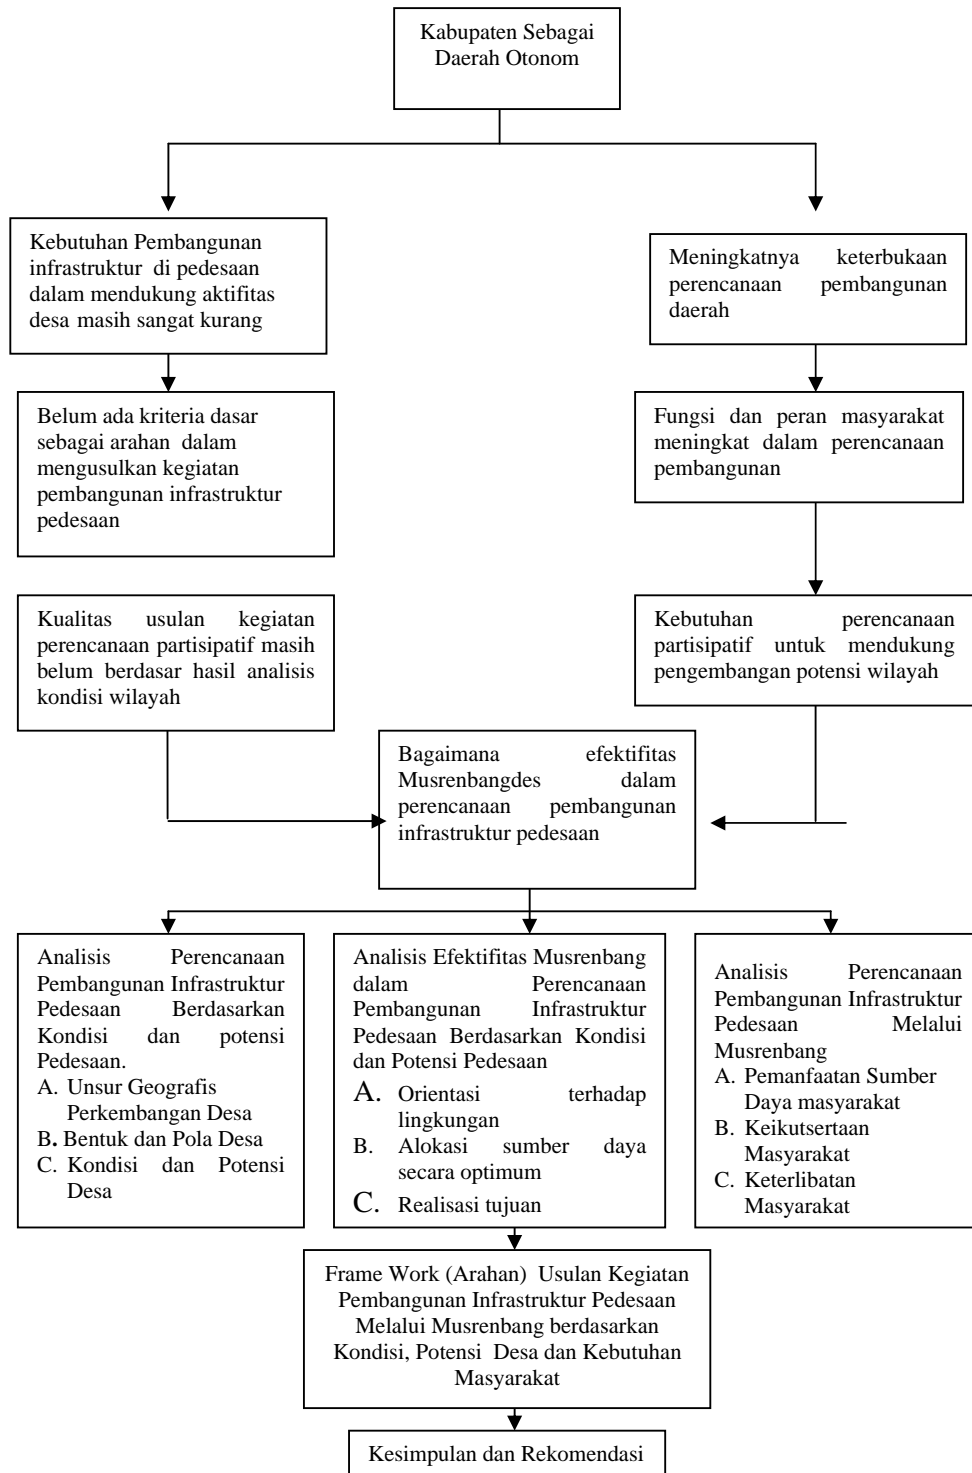 Kabupaten Sebagai
Daerah Otonom
Kebutuhan Pembangunan
infrastruktur di pedesaan
dalam mendukung aktifitas
desa masih sangat kurang
Meningkatnya keterbukaan
perencanaan pembangunan
daerah
Belum ada kriteria dasar
sebagai arahan dalam
mengusulkan kegiatan
pembangunan infrastruktur
pedesaan
Fungsi dan peran masyarakat
meningkat dalam perencanaan
pembangunan
Kualitas usulan kegiatan
perencanaan partisipatif masih
belum berdasar hasil analisis
kondisi wilayah
Kebutuhan perencanaan
partisipatif untuk mendukung
pengembangan potensi wilayah
Bagaimana efektifitas
Musrenbangdes dalam
perencanaan pembangunan
infrastruktur pedesaan
Analisis Perencanaan
Pembangunan Infrastruktur
Pedesaan Berdasarkan
Kondisi dan potensi
Pedesaan.
A. Unsur Geografis
Perkembangan Desa
B. Bentuk dan Pola Desa
C. Kondisi dan Potensi
Desa
Analisis Efektifitas Musrenbang
dalam Perencanaan
Pembangunan Infrastruktur
Pedesaan Berdasarkan Kondisi
dan Potensi Pedesaan
A. Orientasi terhadap
lingkungan
B. Alokasi sumber daya
secara optimum
C. Realisasi tujuan
Analisis Perencanaan
Pembangunan Infrastruktur
Pedesaan Melalui
Musrenbang
A. Pemanfaatan Sumber
Daya masyarakat
B. Keikutsertaan
Masyarakat
C. Keterlibatan
Masyarakat
Frame Work (Arahan) Usulan Kegiatan
Pembangunan Infrastruktur Pedesaan
Melalui Musrenbang berdasarkan
Kondisi, Potensi Desa dan Kebutuhan
Masyarakat
Kesimpulan dan Rekomendasi